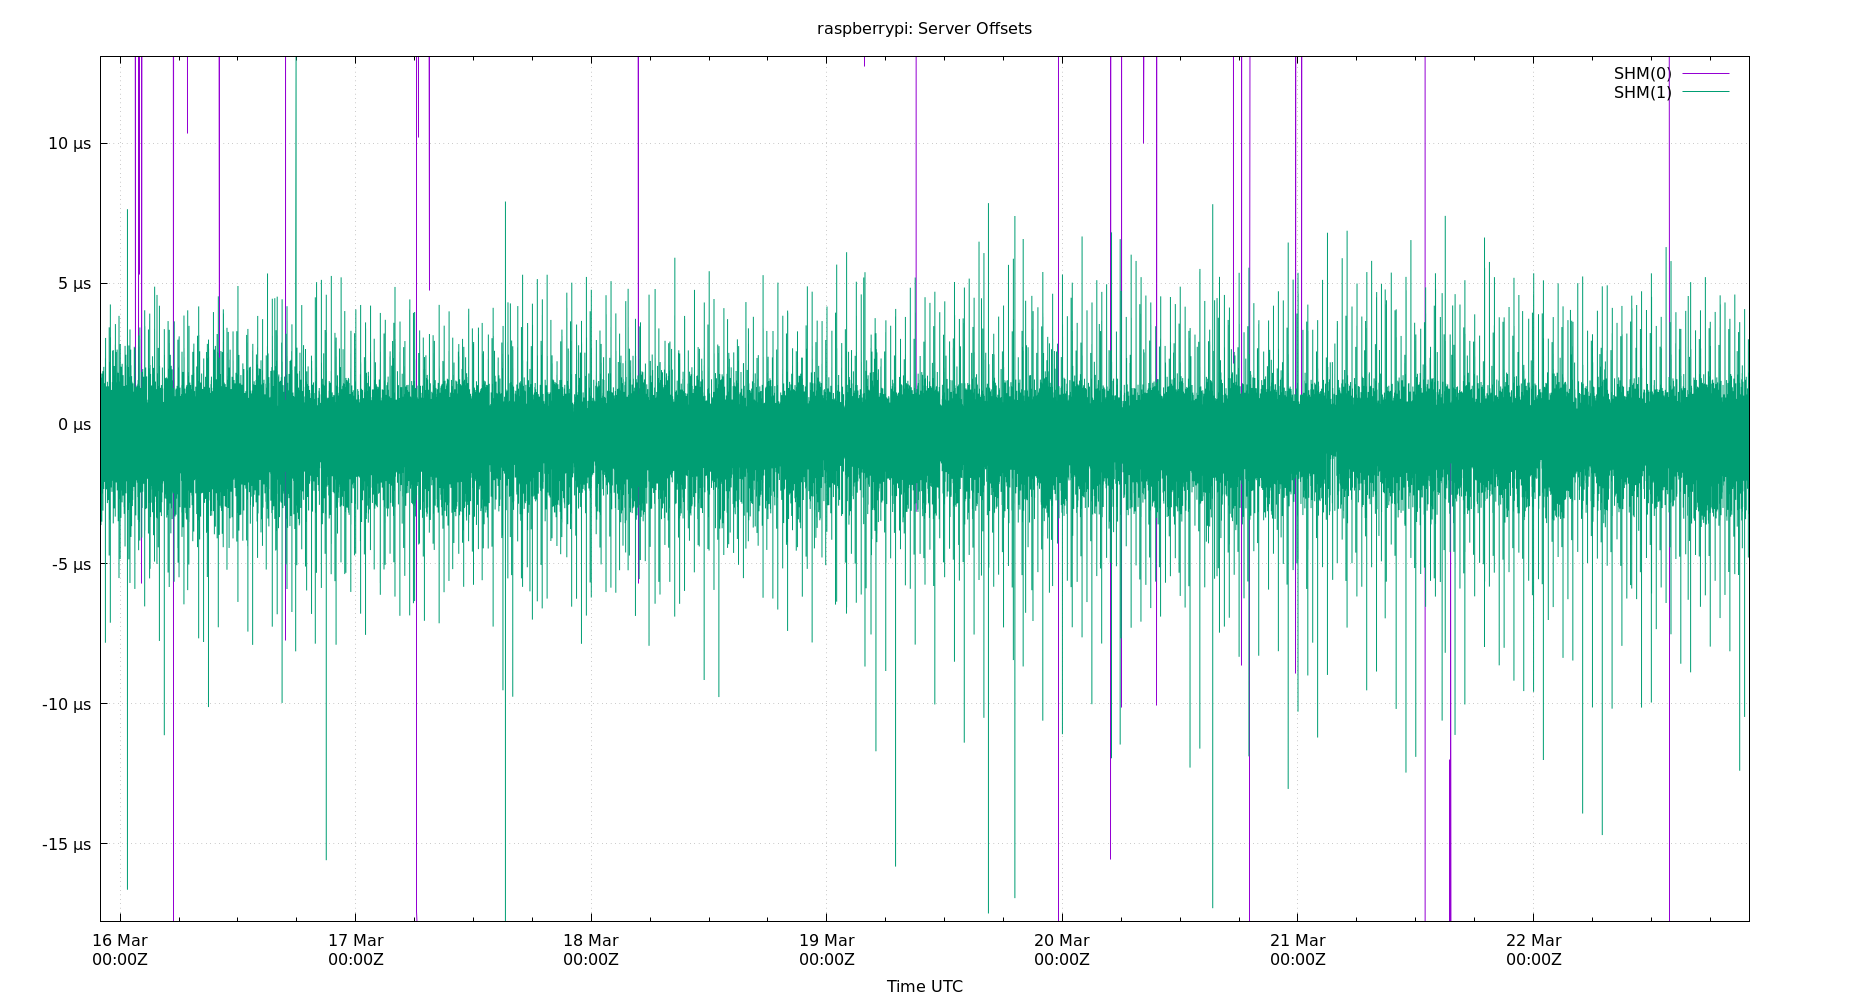 raspberrypi: Server Offsets
SHM(0)
SHM(1)
10 µs
5 µs
0 µs
-5 µs
-10 µs
-15 µs
16 Mar 17 Mar 18 Mar 19 Mar 20 Mar 21 Mar 22 Mar
00:00Z 00:00Z 00:00Z 00:00Z 00:00Z 00:00Z 00:00Z
Time UTC